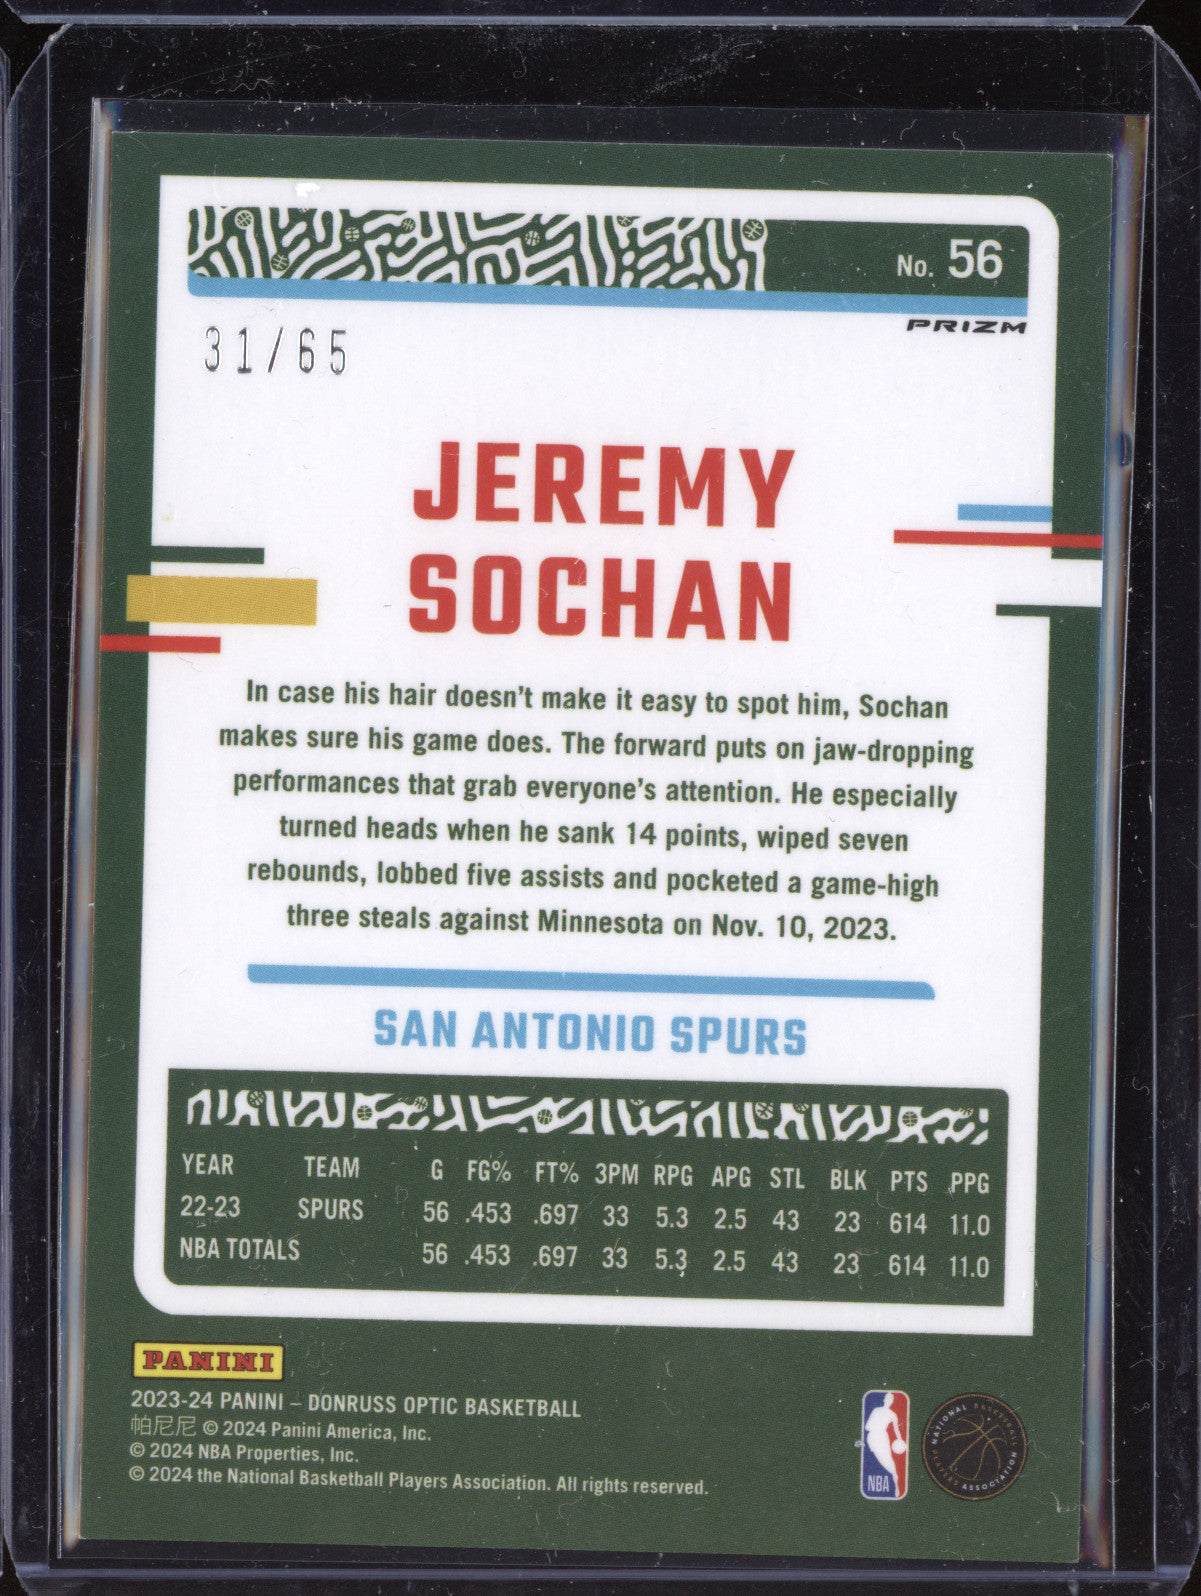 No. 56
PRIZM
31/65
JEREMY
SOCHAN
In case his hair doesn't make it easy to spot him, Sochan
makes sure his game does. The forward puts on jaw-dropping
performances that grab everyone's attention. He especially
turned heads when he sank 14 points, wiped seven
rebounds, lobbed five assists and pocketed a game-high
three steals against Minnesota on Nov. 10, 2023.
SAN ANTONIO SPURS
YEAR TEAM G FG% FT% 3PM RPG APG STL BLK PTS PPG
22-23 SPURS 56 .453 .697 33 5.3 2.5 43 23 614 11.0
NBA TOTALS 56 .453 .697 33 5.3 2.5 43 23 614 11.0
PANINI
2023-24 PANINI – DONRUSS OPTIC BASKETBALL
帕尼尼 © 2024 Panini America, Inc.
© 2024 NBA Properties, Inc.
© 2024 the National Basketball Players Association. All rights reserved.
NBA
NATIONAL BASKETBALL PLAYERS ASSOCIATION